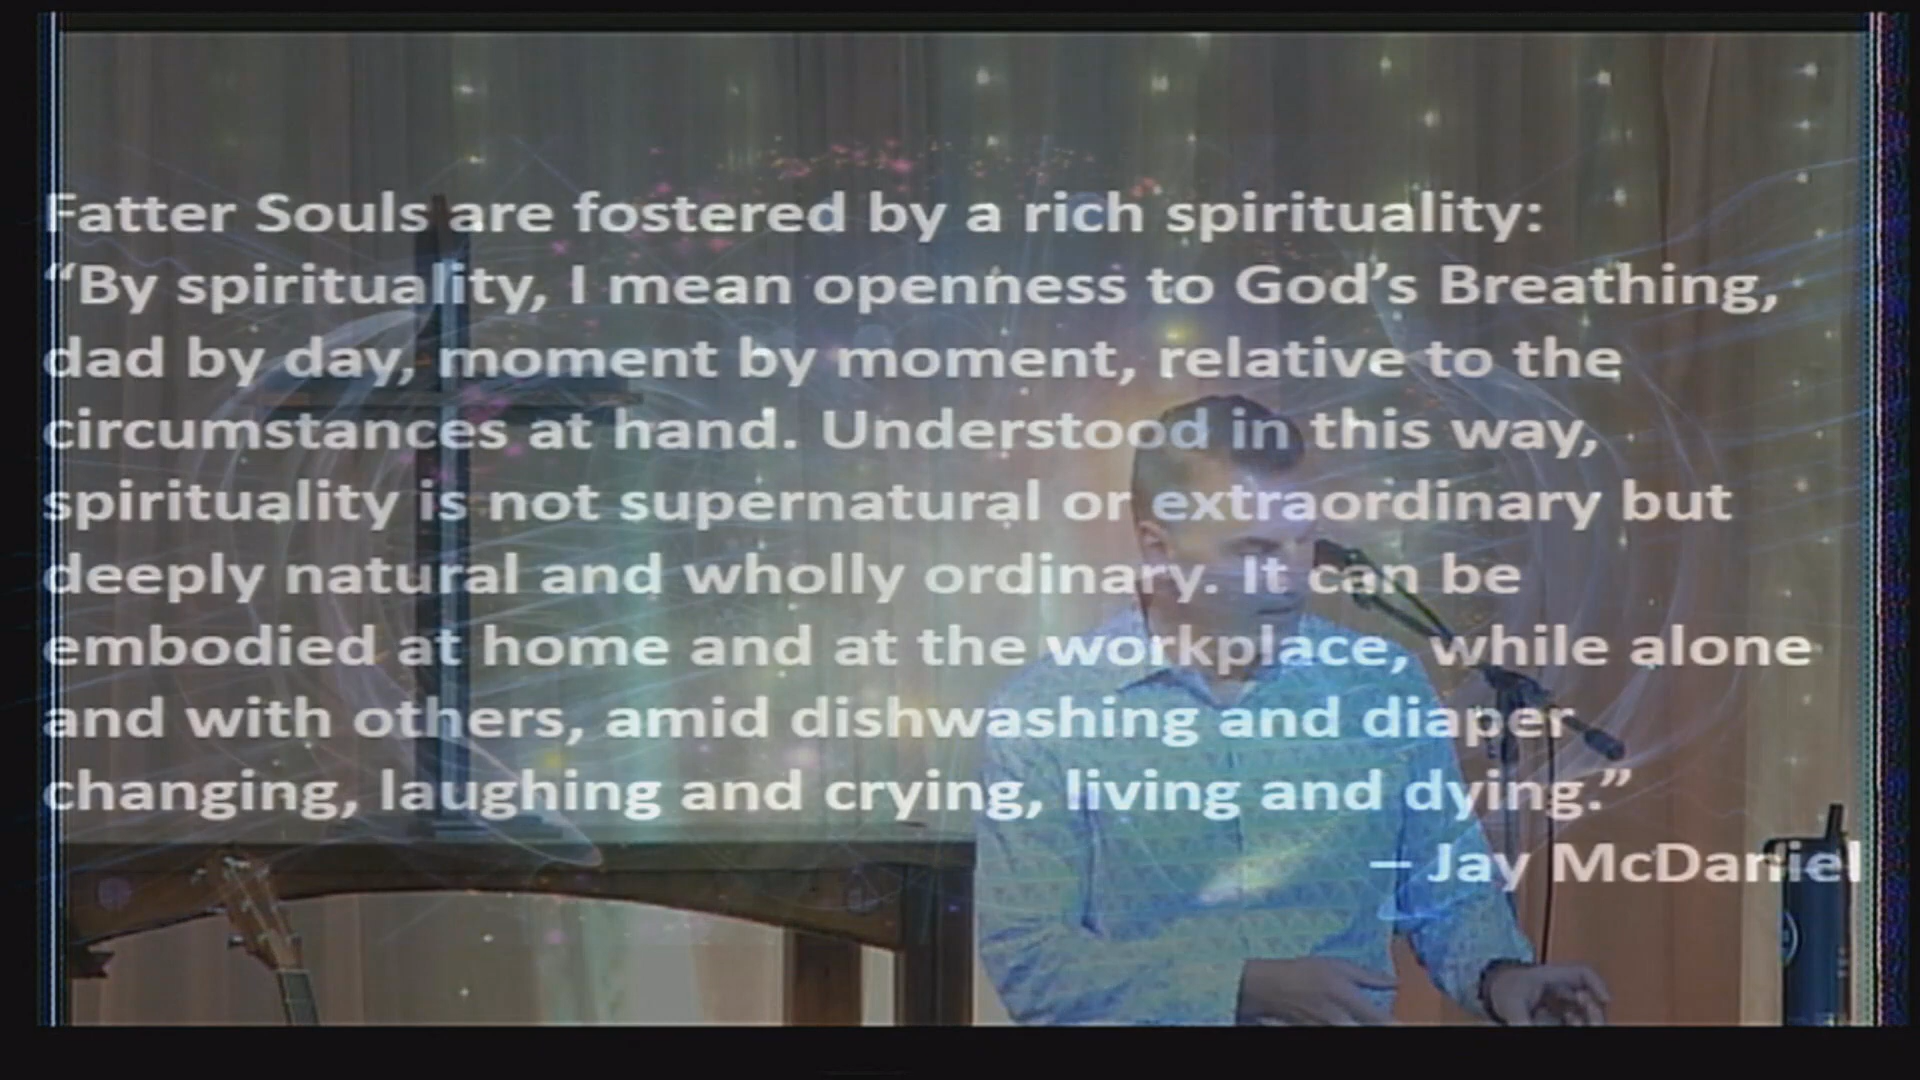 Fatter Souls are fostered by a rich spirituality:
“By spirituality, I mean openness to God’s Breathing,
dad by day, moment by moment, relative to the
circumstances at hand. Understood in this way,
spirituality is not supernatural or extraordinary but
deeply natural and wholly ordinary. It can be
embodied at home and at the workplace, while alone
and with others, amid dishwashing and diaper
changing, laughing and crying, living and dying.”
– Jay McDaniel